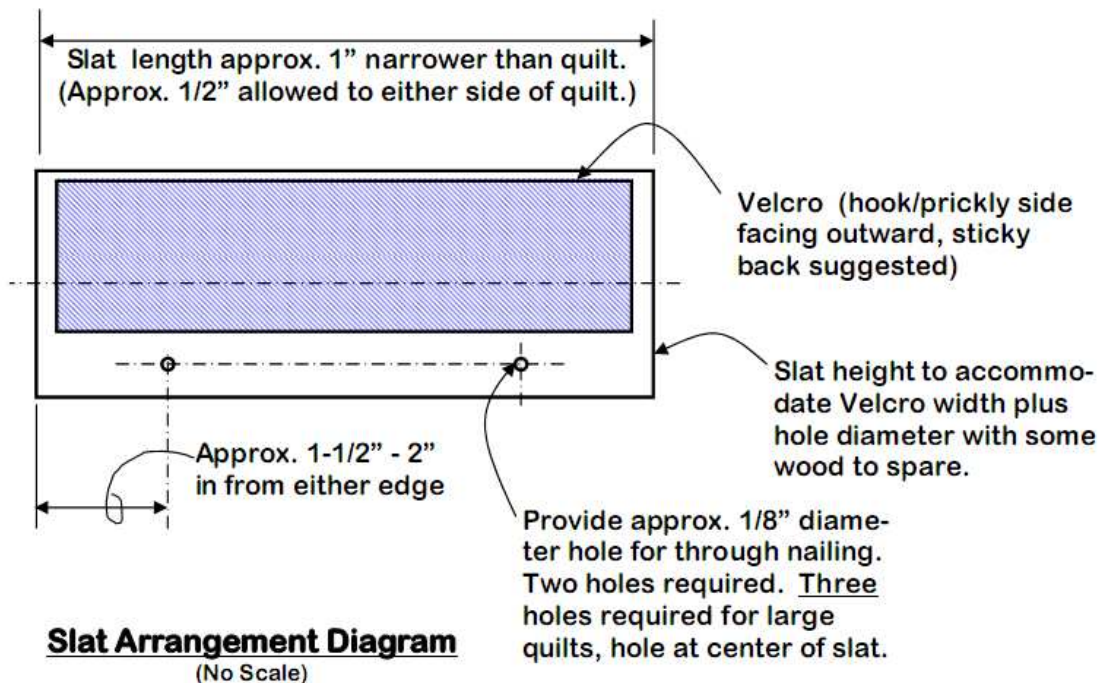 Slat length approx. 1” narrower than quilt.
(Approx. 1/2” allowed to either side of quilt.)
Velcro (hook/prickly side
facing outward, sticky
back suggested)
Slat height to accommo-
date Velcro width plus
hole diameter with some
wood to spare.
Approx. 1-1/2” - 2”
in from either edge
Provide approx. 1/8” diame-
ter hole for through nailing.
Two holes required. Three
holes required for large
quilts, hole at center of slat.
Slat Arrangement Diagram
(No Scale)